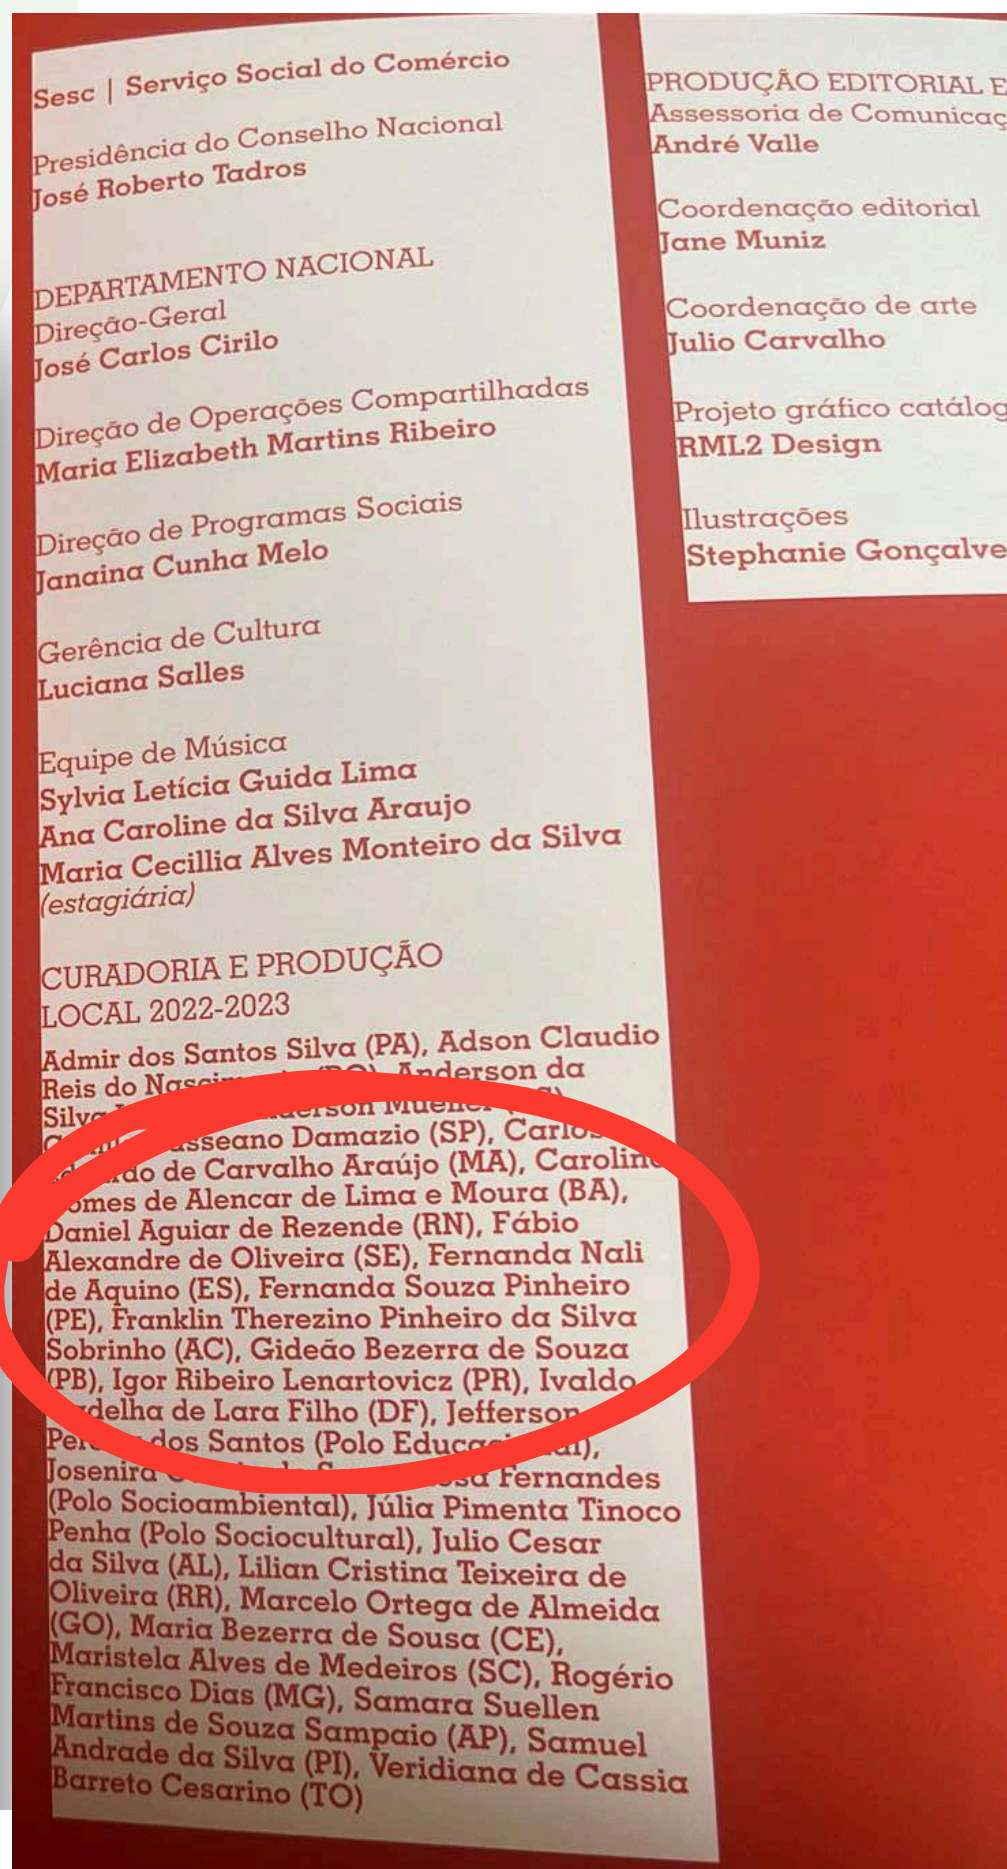 Sesc | Serviço Social do Comércio
Presidência do Conselho Nacional
José Roberto Tadros
DEPARTAMENTO NACIONAL
Direção-Geral
José Carlos Cirilo
Direção de Operações Compartilhadas
Maria Elizabeth Martins Ribeiro
Direção de Programas Sociais
Janaina Cunha Melo
Gerência de Cultura
Luciana Salles
Equipe de Música
Sylvia Letícia Guida Lima
Ana Caroline da Silva Araujo
Maria Cecillia Alves Monteiro da Silva
(estagiária)
CURADORIA E PRODUÇÃO
LOCAL 2022-2023
Admir dos Santos Silva (PA), Adson Claudio
Reis do Anderson da
Mueller
Damazio (SP),
de Carvalho Araújo (MA),
de Alencar de Lima e Moura (BA),
Daniel Aguiar de Rezende (RN), Fábio
Alexandre de Oliveira (SE), Fernanda Nali
de Aquino (ES), Fernanda Souza Pinheiro
(PE), Franklin Therezino Pinheiro da Silva
Sobrinho (AC), Gideão Bezerra de Souza
(PB), Igor Ribeiro Lenartovicz (PR), Ivaldo
de Lara Filho (DF), Jefferson
dos Santos (Polo
Fernandes
(Polo Socioambiental), Júlia Pimenta Tinoco
Penha (Polo Sociocultural), Julio Cesar
da Silva (AL), Lilian Cristina Teixeira de
Oliveira (RR), Marcelo Ortega de Almeida
(GO), Maria Bezerra de Sousa (CE),
Maristela Alves de Medeiros (SC), Rogério
Francisco Dias (MG), Samara Suellen
Martins de Souza Sampaio (AP), Samuel
Andrade da Silva (PI), Veridiana de Cassia
Barreto Cesarino (TO)
PRODUÇÃO EDITORIAL E
Assessoria de Comunicaç
André Valle
Coordenação editorial
Jane Muniz
Coordenação de arte
Julio Carvalho
Projeto gráfico catálog
RML2 Design
Ilustrações
Stephanie Gonçalve